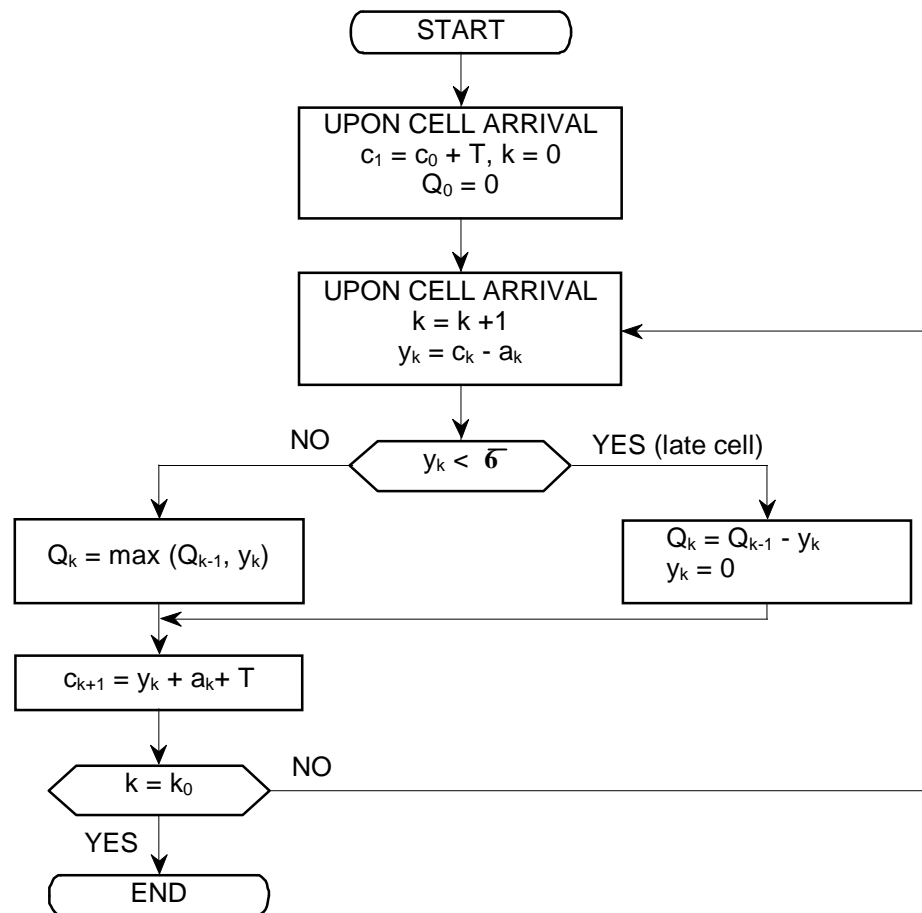 START
UPON CELL ARRIVAL
c₁ = c₀ + T, k = 0
Q₀ = 0
UPON CELL ARRIVAL
k = k +1
yₖ = cₖ - aₖ
NO
yₖ <
YES (late cell)
Qₖ = max (Qₖ₋₁, yₖ)
Qₖ = Qₖ₋₁ - yₖ
yₖ = 0
cₖ₊₁ = yₖ + aₖ+ T
k = k₀
NO
YES
END